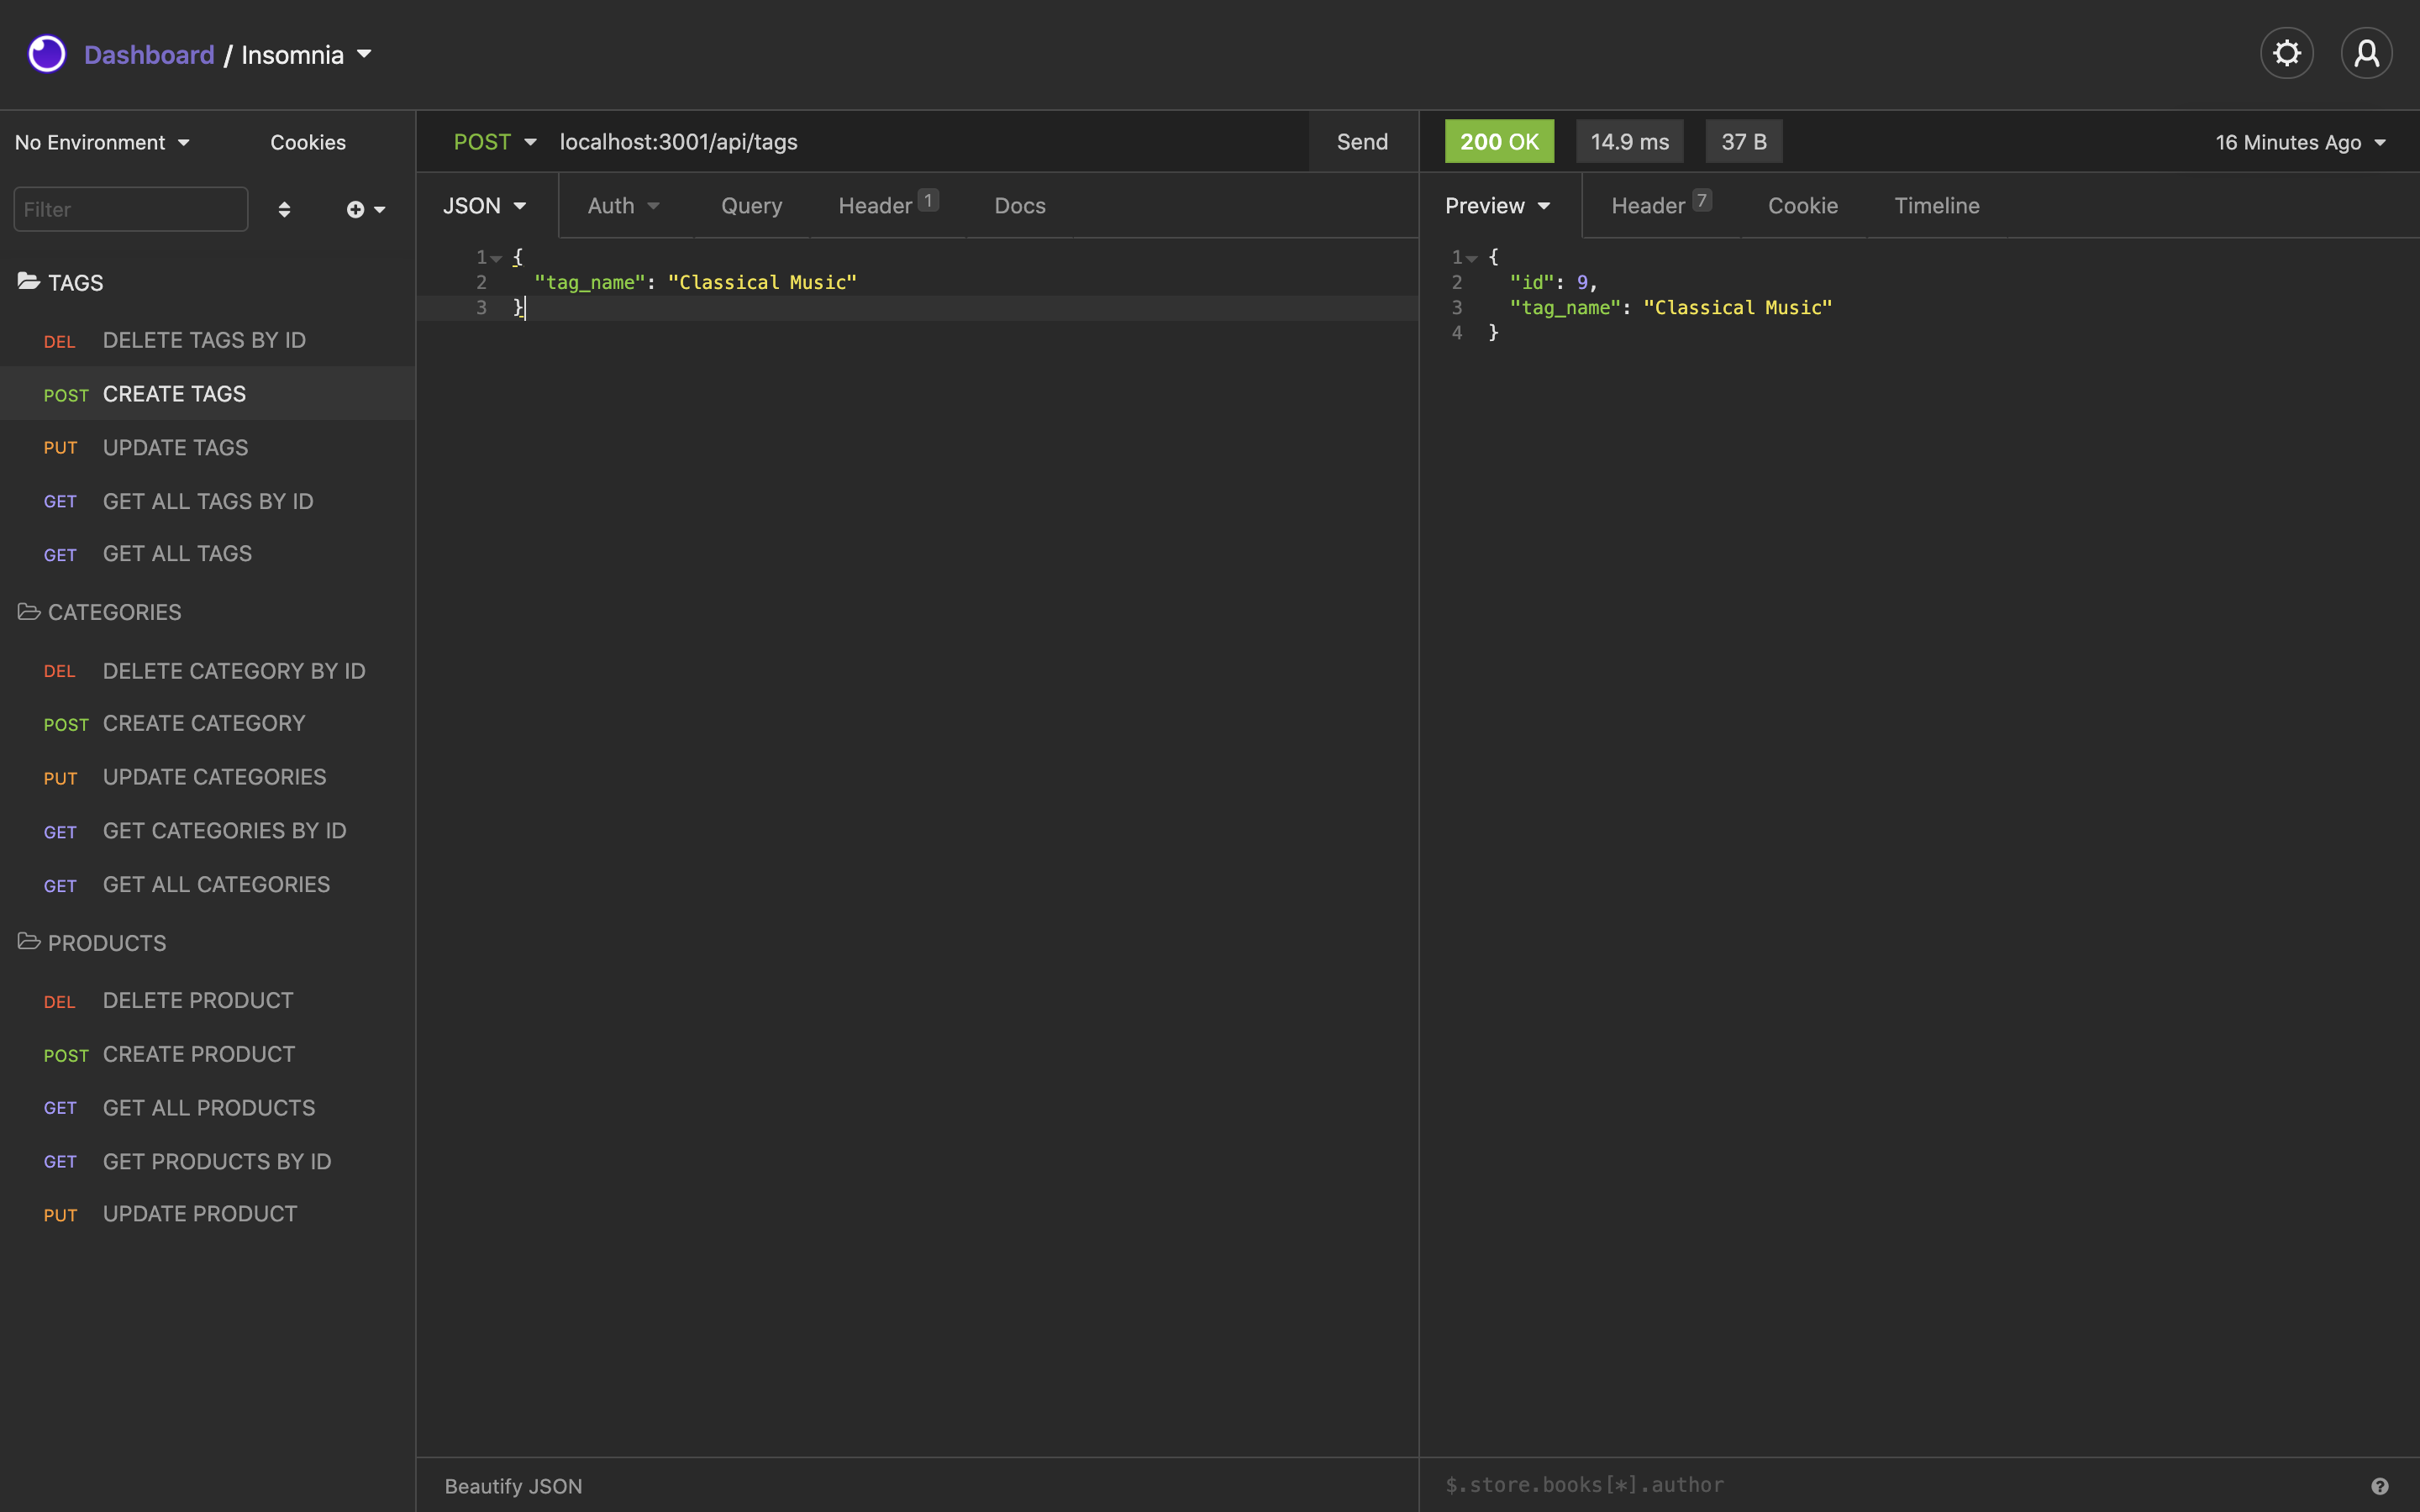 Dashboard / Insomnia
No Environment Cookies
Filter
TAGS
DEL DELETE TAGS BY ID
POST CREATE TAGS
PUT UPDATE TAGS
GET GET ALL TAGS BY ID
GET GET ALL TAGS
CATEGORIES
DEL DELETE CATEGORY BY ID
POST CREATE CATEGORY
PUT UPDATE CATEGORIES
GET GET CATEGORIES BY ID
GET GET ALL CATEGORIES
PRODUCTS
DEL DELETE PRODUCT
POST CREATE PRODUCT
GET GET ALL PRODUCTS
GET GET PRODUCTS BY ID
PUT UPDATE PRODUCT
POST localhost:3001/api/tags Send
JSON Auth Query Header 1 Docs
1 {
2 "tag_name": "Classical Music"
3 }
Beautify JSON
200 OK 14.9 ms 37 B 16 Minutes Ago
Preview Header 7 Cookie Timeline
1 {
2 "id": 9,
3 "tag_name": "Classical Music"
4 }
$.store.books[*].author ?